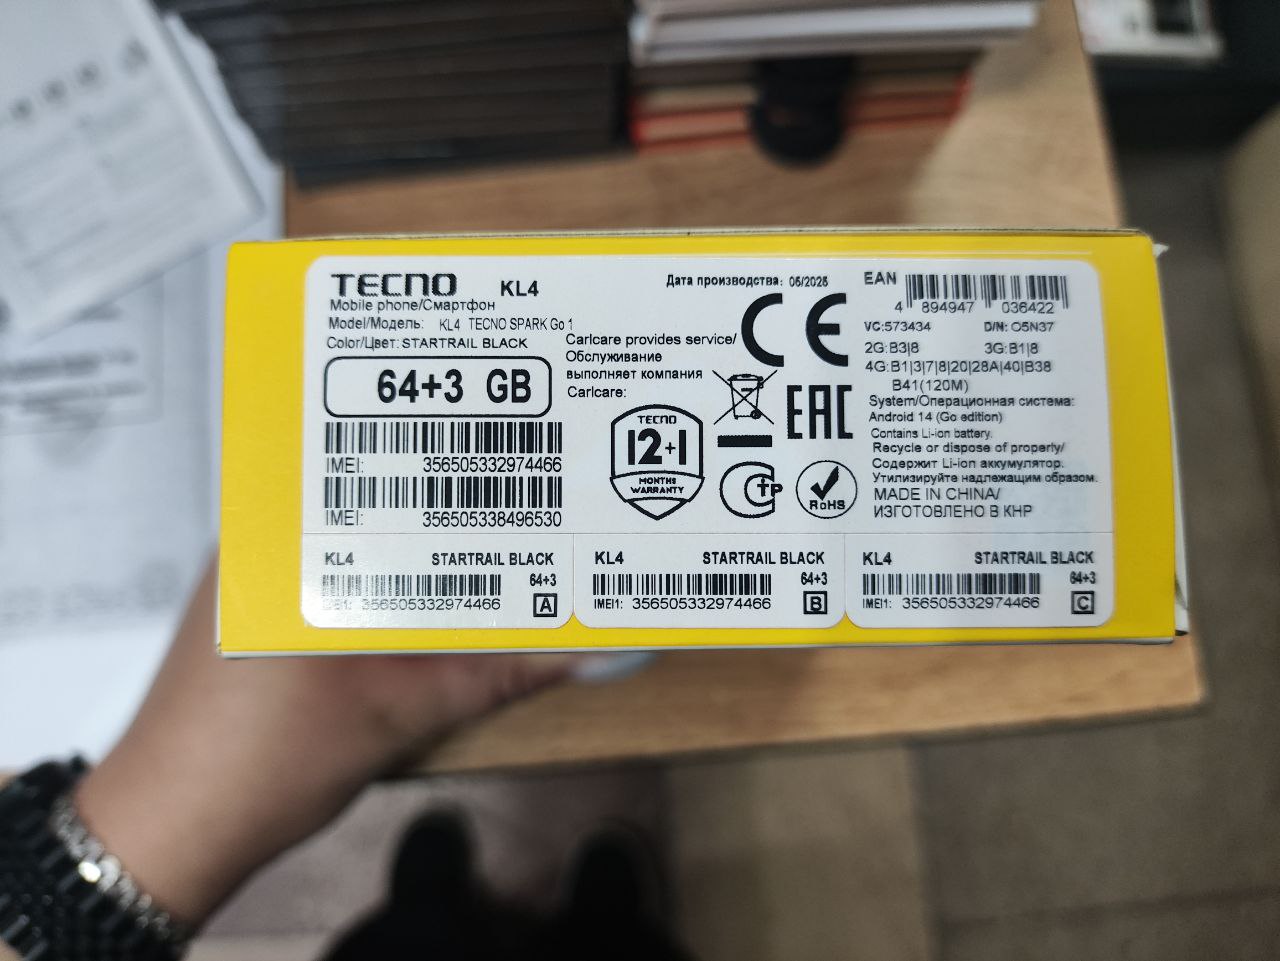 TECNO KL4
Mobile phone/Смартфон
Model/Модель: KL4 TECNO SPARK Go 1
Color/Цвет: STARTRAIL BLACK
64+3 GB
IMEI: 356505332974466
IMEI: 356505338496530
Дата производства: 06/2025
Carlcare provides service/
Обслуживание
выполняет компания
Carlcare:
CE
TECNO
12+1
MONTHS
WARRANTY
EAC
СТР
RoHS
EAN
4 894947 036422
VC:573434 D/N: O5N37
2G:B3|8 3G:B1|8
4G:B1|3|7|8|20|28A|40|B38
B41(120M)
System/Операционная система:
Android 14 (Go edition)
Contains Li-ion battery.
Recycle or dispose of properly/
Содержит Li-ion аккумулятор.
Утилизируйте надлежащим образом.
MADE IN CHINA/
ИЗГОТОВЛЕНО В КНР
KL4 STARTRAIL BLACK
64+3
IMEI1: 356505332974466 A
KL4 STARTRAIL BLACK
64+3
IMEI1: 356505332974466 B
KL4 STARTRAIL BLACK
64+3
IMEI1: 356505332974466 C